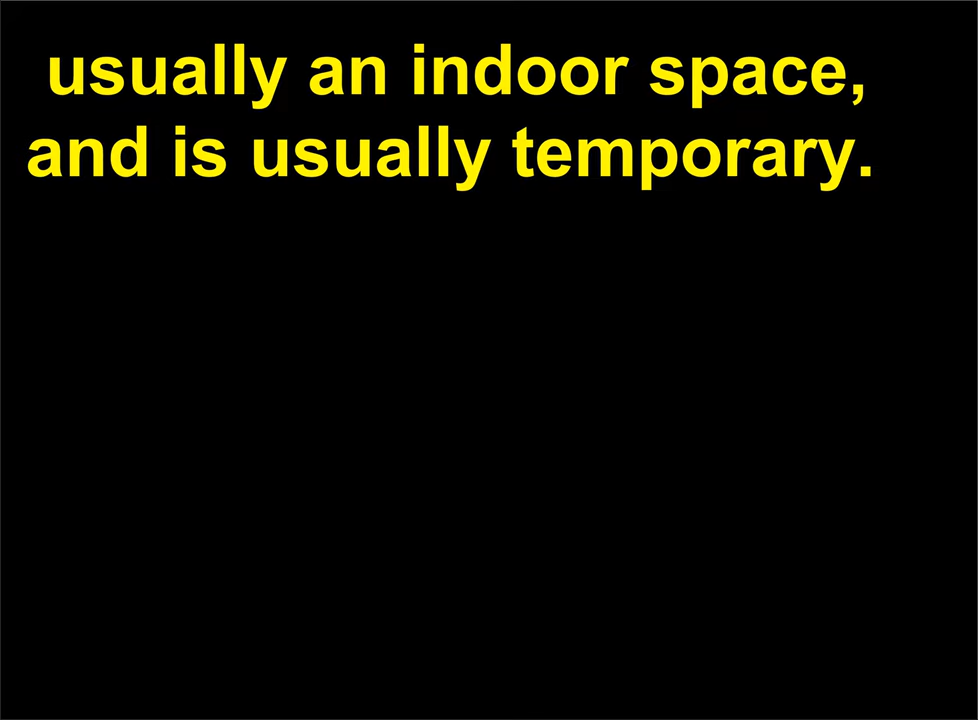 usually an indoor space,
and is usually temporary.